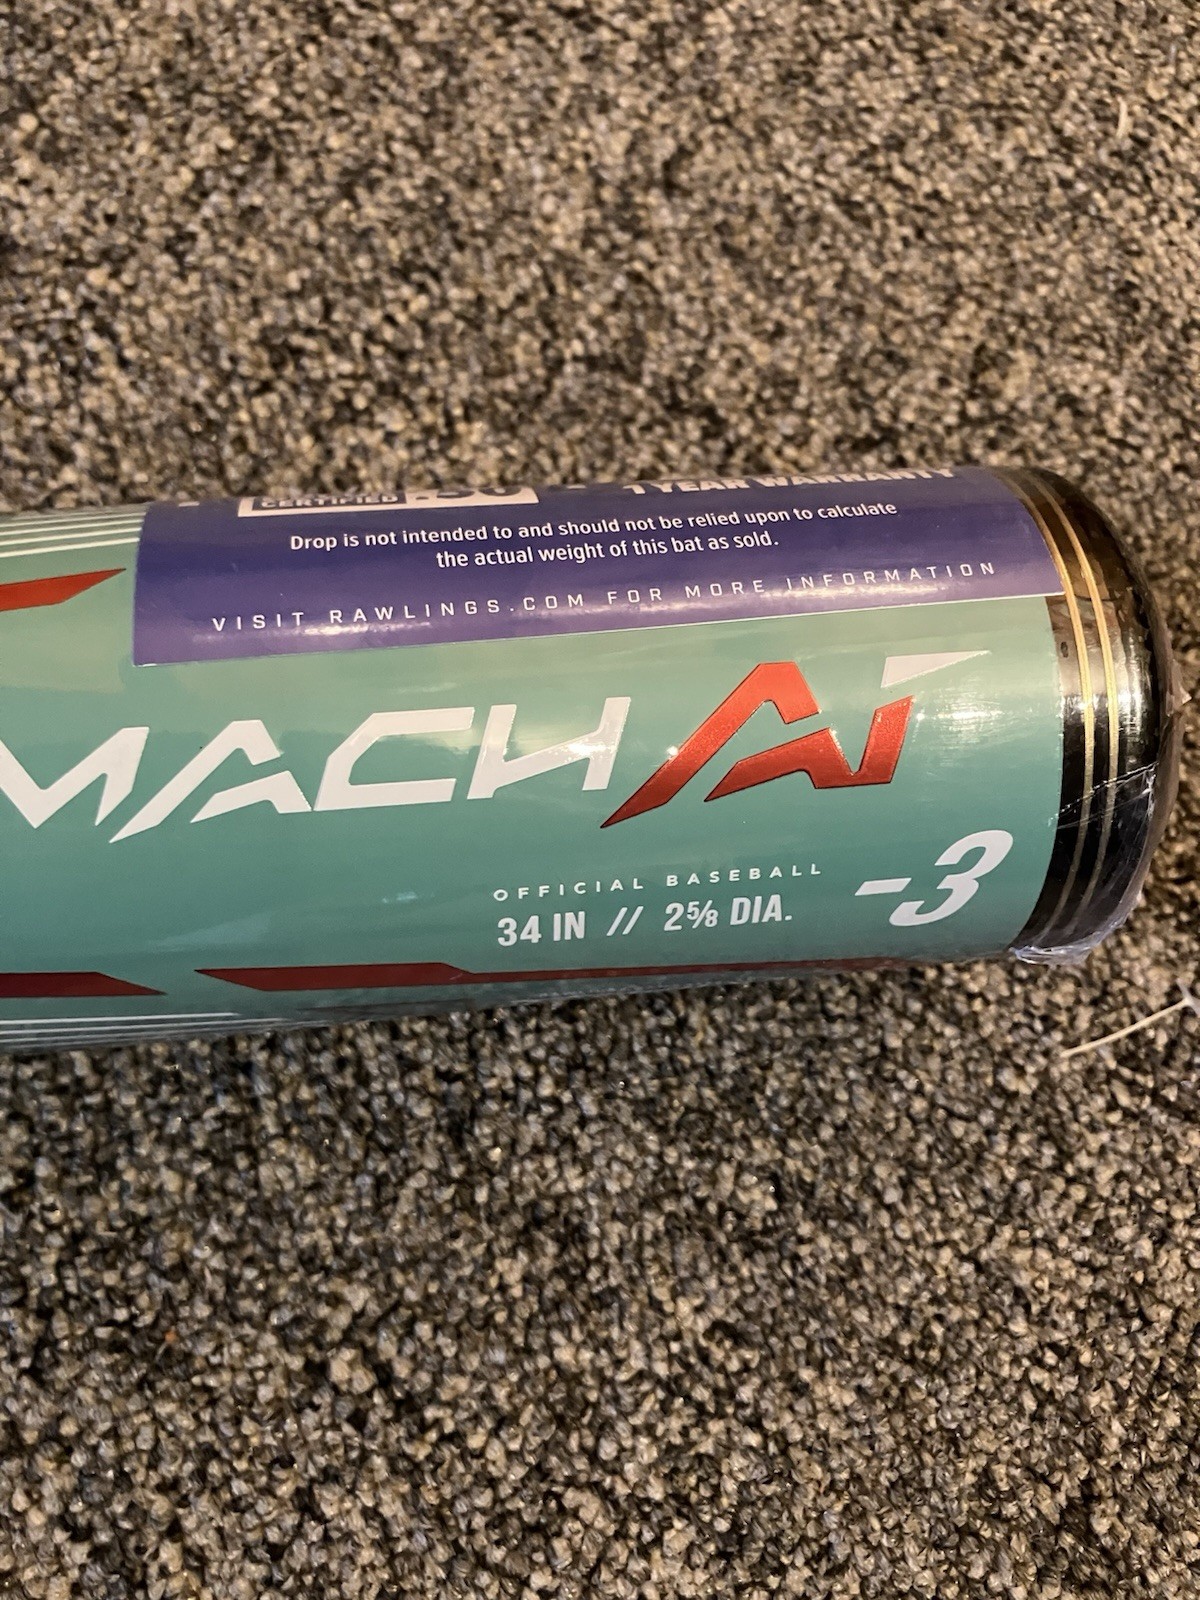 CERTIFIED .50
1 YEAR WARRANTY
Drop is not intended to and should not be relied upon to calculate
the actual weight of this bat as sold.
VISIT RAWLINGS.COM FOR MORE INFORMATION
MACH AI
OFFICIAL BASEBALL
34 IN // 2⅝ DIA.
-3